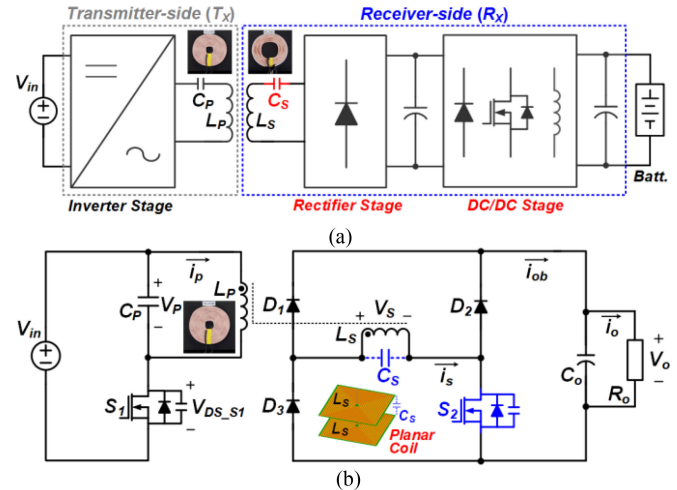 Transmitter-side (TX)
Receiver-side (RX)
Vin
CP
LP
LS
CS
Batt.
Inverter Stage
Rectifier Stage
DC/DC Stage
(a)
ip
iob
Vin
CP
+
VP
−
LP
D1
D2
+ VS −
LS
CS
is
io
Co
Ro
+
Vo
−
S1
+
VDS_S1
−
D3
LS
CS
LS
Planar
Coil
S2
(b)